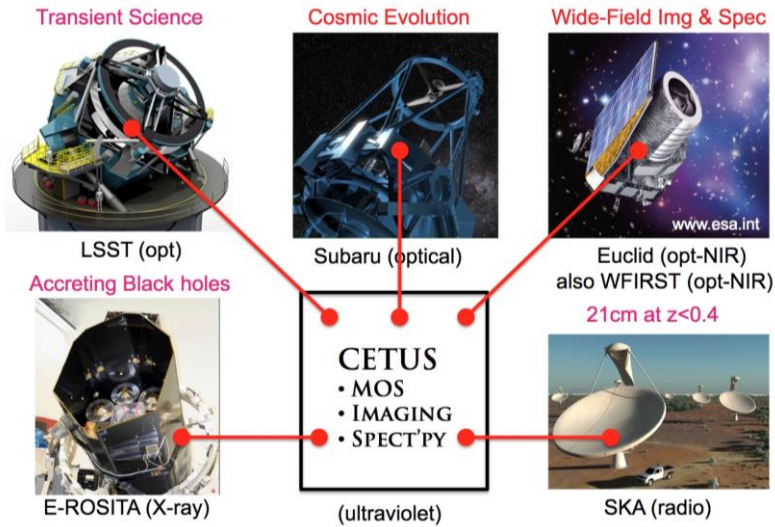 Transient Science
Cosmic Evolution
Wide-Field Img & Spec
www.esa.int
LSST (opt)
Subaru (optical)
Euclid (opt-NIR)
also WFIRST (opt-NIR)
Accreting Black holes
21cm at z<0.4
CETUS
• MOS
• IMAGING
• SPECT'PY
E-ROSITA (X-ray)
(ultraviolet)
SKA (radio)